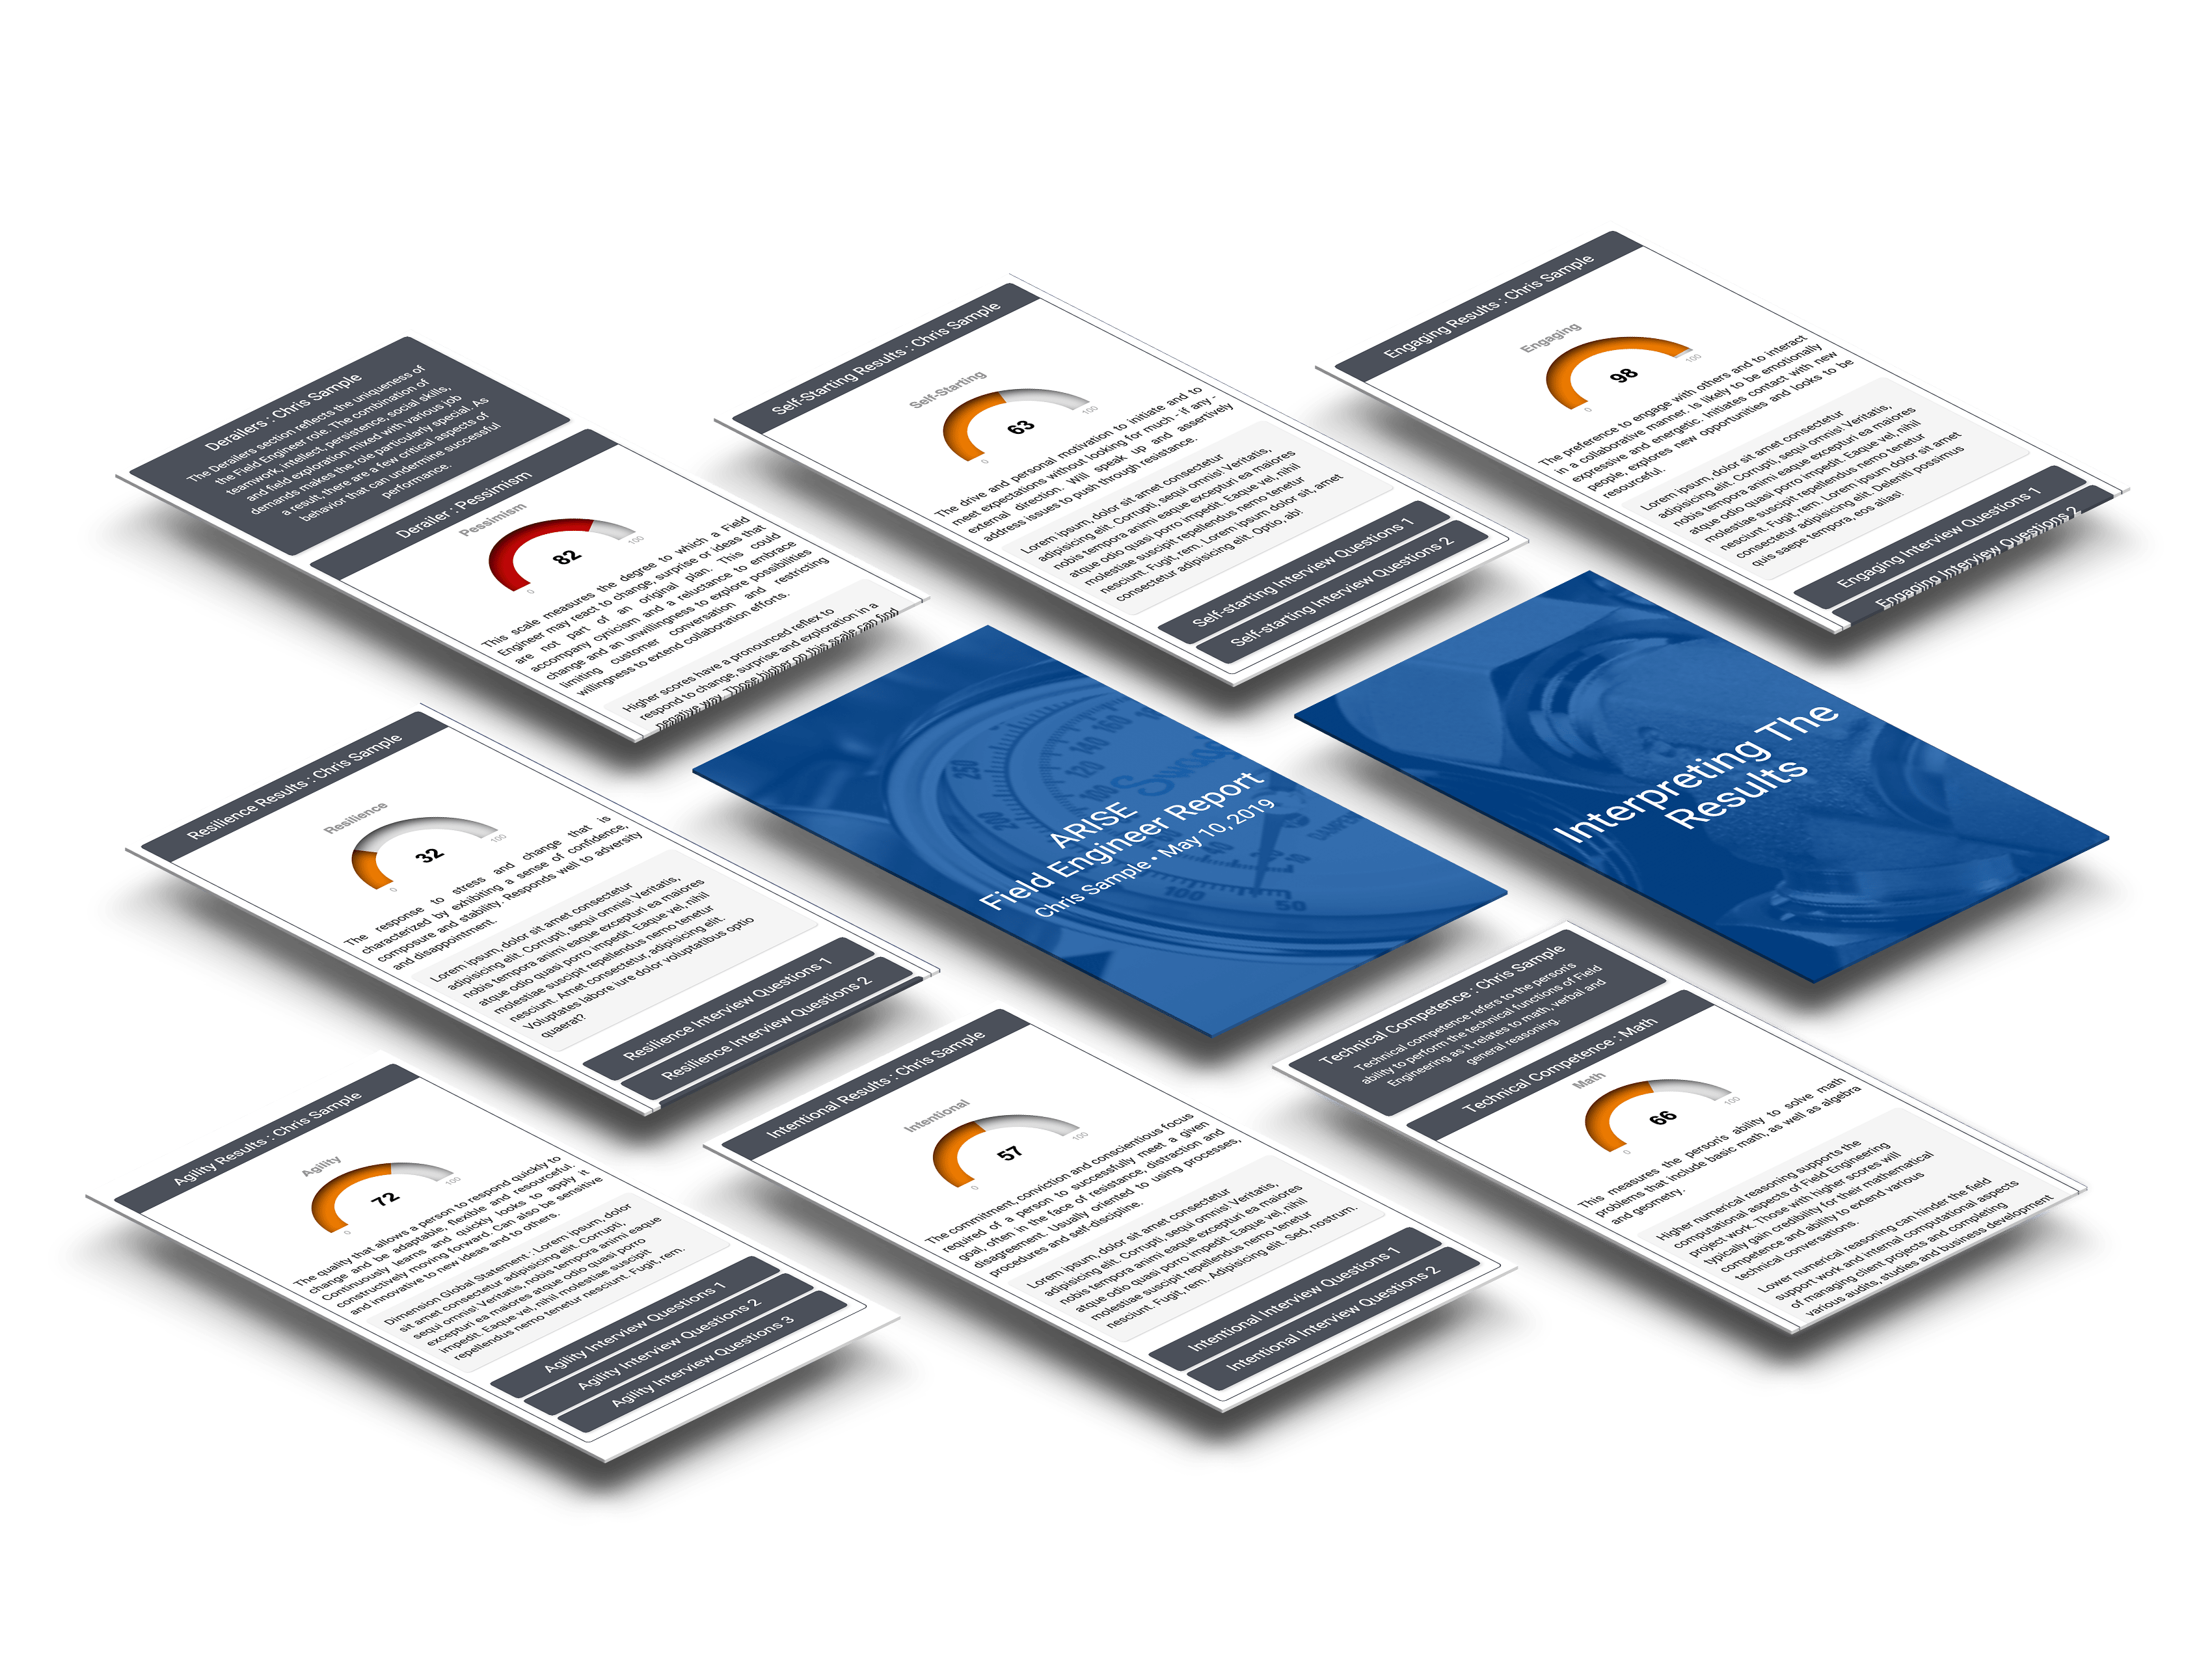 Derailers : Chris Sample
The Derailers section reflects the uniqueness of
the Field Engineer role. The combination of
teamwork, intellect, persistence, social skills,
and field exploration mixed with various job
demands makes the role particularly special. As
a result, there are a few critical aspects of
behavior that can undermine successful
performance.
Derailer : Pessimism
Pessimism
82
0
100
This scale measures the degree to which a Field
Engineer may react to change, surprise or ideas that
are not part of an original plan. This could
accompany cynicism and a reluctance to embrace
change and an unwillingness to explore possibilities
limiting customer conversation and restricting
willingness to extend collaboration efforts.
Higher scores have a pronounced reflex to
respond to change, surprise and exploration in a
negative way. Those higher on this scale can find
Self-Starting Results : Chris Sample
Self-Starting
63
0
100
The drive and personal motivation to initiate and to
meet expectations without looking for much - if any -
external direction. Will speak up and assertively
address issues to push through resistance.
Lorem ipsum, dolor sit amet consectetur
adipisicing elit. Corrupti, sequi omnis! Veritatis,
nobis tempora animi eaque excepturi ea maiores
atque odio quasi porro impedit. Eaque vel, nihil
molestiae suscipit repellendus nemo tenetur
nesciunt. Fugit, rem. Lorem ipsum dolor sit, amet
consectetur adipisicing elit. Optio, ab!
Self-starting Interview Questions 1
Self-starting Interview Questions 2
Engaging Results : Chris Sample
Engaging
98
0
100
The preference to engage with others and to interact
in a collaborative manner. Is likely to be emotionally
expressive and energetic. Initiates contact with new
people, explores new opportunities and looks to be
resourceful.
Lorem ipsum, dolor sit amet consectetur
adipisicing elit. Corrupti, sequi omnis! Veritatis,
nobis tempora animi eaque excepturi ea maiores
atque odio quasi porro impedit. Eaque vel, nihil
molestiae suscipit repellendus nemo tenetur
nesciunt. Fugit, rem. Lorem ipsum dolor sit amet
consectetur adipisicing elit. Deleniti possimus
quis saepe tempora, eos alias!
Engaging Interview Questions 1
Engaging Interview Questions 2
Resilience Results : Chris Sample
Resilience
32
0
100
The response to stress and change that is
characterized by exhibiting a sense of confidence,
composure and stability. Responds well to adversity
and disappointment.
Lorem ipsum, dolor sit amet consectetur
adipisicing elit. Corrupti, sequi omnis! Veritatis,
nobis tempora animi eaque excepturi ea maiores
atque odio quasi porro impedit. Eaque vel, nihil
molestiae suscipit repellendus nemo tenetur
nesciunt. Amet consectetur, adipisicing elit.
Voluptates labore iure dolor voluptatibus optio
quaerat?
Resilience Interview Questions 1
Resilience Interview Questions 2
ARISE
Field Engineer Report
Chris Sample • May 10, 2019
250
200
160
140
120
100
100
50
Interpreting The
Results
Agility Results : Chris Sample
Agility
72
0
100
The quality that allows a person to respond quickly to
change and be adaptable, flexible and resourceful.
Continuously learns and quickly looks to apply it
constructively moving forward. Can also be sensitive
and innovative to new ideas and to others.
Dimension Global Statement : Lorem ipsum, dolor
sit amet consectetur adipisicing elit. Corrupti,
sequi omnis! Veritatis, nobis tempora animi eaque
excepturi ea maiores atque odio quasi porro
impedit. Eaque vel, nihil molestiae suscipit
repellendus nemo tenetur nesciunt. Fugit, rem.
Agility Interview Questions 1
Agility Interview Questions 2
Agility Interview Questions 3
Intentional Results : Chris Sample
Intentional
57
0
100
The commitment, conviction and conscientious focus
required of a person to successfully meet a given
goal, often in the face of resistance, distraction and
disagreement. Usually oriented to using processes,
procedures and self-discipline.
Lorem ipsum, dolor sit amet consectetur
adipisicing elit. Corrupti, sequi omnis! Veritatis,
nobis tempora animi eaque excepturi ea maiores
atque odio quasi porro impedit. Eaque vel, nihil
molestiae suscipit repellendus nemo tenetur
nesciunt. Fugit, rem. Adipisicing elit. Sed, nostrum.
Intentional Interview Questions 1
Intentional Interview Questions 2
Technical Competence : Chris Sample
Technical competence refers to the person's
ability to perform the technical functions of Field
Engineering as it relates to math, verbal and
general reasoning.
Technical Competence : Math
Math
66
0
100
This measures the person's ability to solve math
problems that include basic math, as well as algebra
and geometry.
Higher numerical reasoning supports the
computational aspects of Field Engineering
project work. Those with higher scores will
typically gain credibility for their mathematical
competence and ability to extend various
technical conversations.
Lower numerical reasoning can hinder the field
support work and internal computational aspects
of managing client projects and completing
various audits, studies and business development